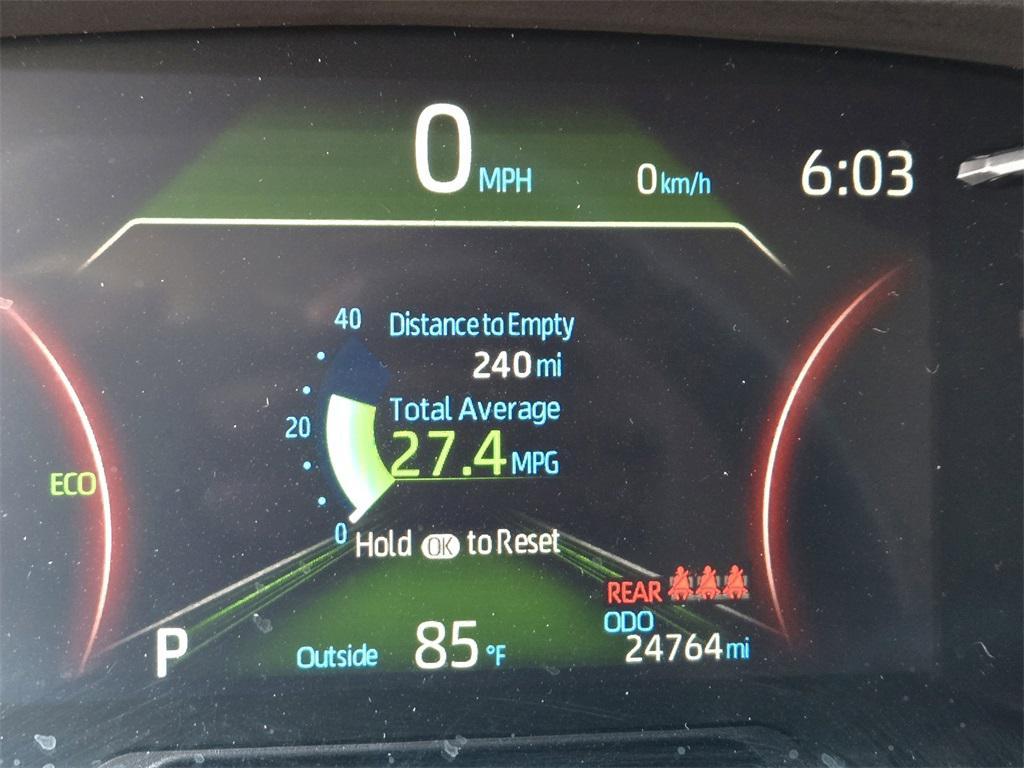 0 MPH 0 km/h 6:03
40 Distance to Empty
240 mi
Total Average
20 27.4 MPG
ECO
0 Hold OK to Reset
REAR
ODO
P Outside 85 °F 24764 mi